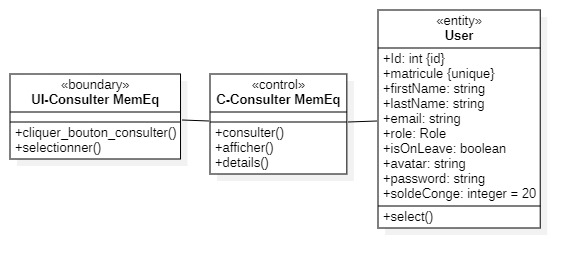 «boundary»
UI-Consulter MemEq
+cliquer_bouton_consulter()
+selectionner()
«control»
C-Consulter MemEq
+consulter()
+afficher()
+details()
«entity»
User
+Id: int {id}
+matricule {unique}
+firstName: string
+lastName: string
+email: string
+role: Role
+isOnLeave: boolean
+avatar: string
+password: string
+soldeConge: integer = 20
+select()